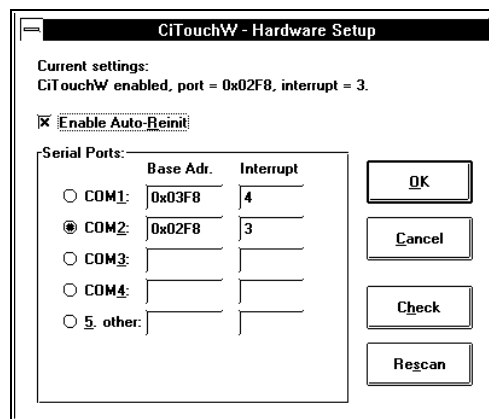 CiTouchW - Hardware Setup
Current settings:
CiTouchW enabled, port = 0x02F8, interrupt = 3.
Enable Auto-Reinit
Serial Ports:
Base Adr. Interrupt
COM1: 0x03F8 4
COM2: 0x02F8 3
COM3:
COM4:
5. other:
OK
Cancel
Check
Rescan